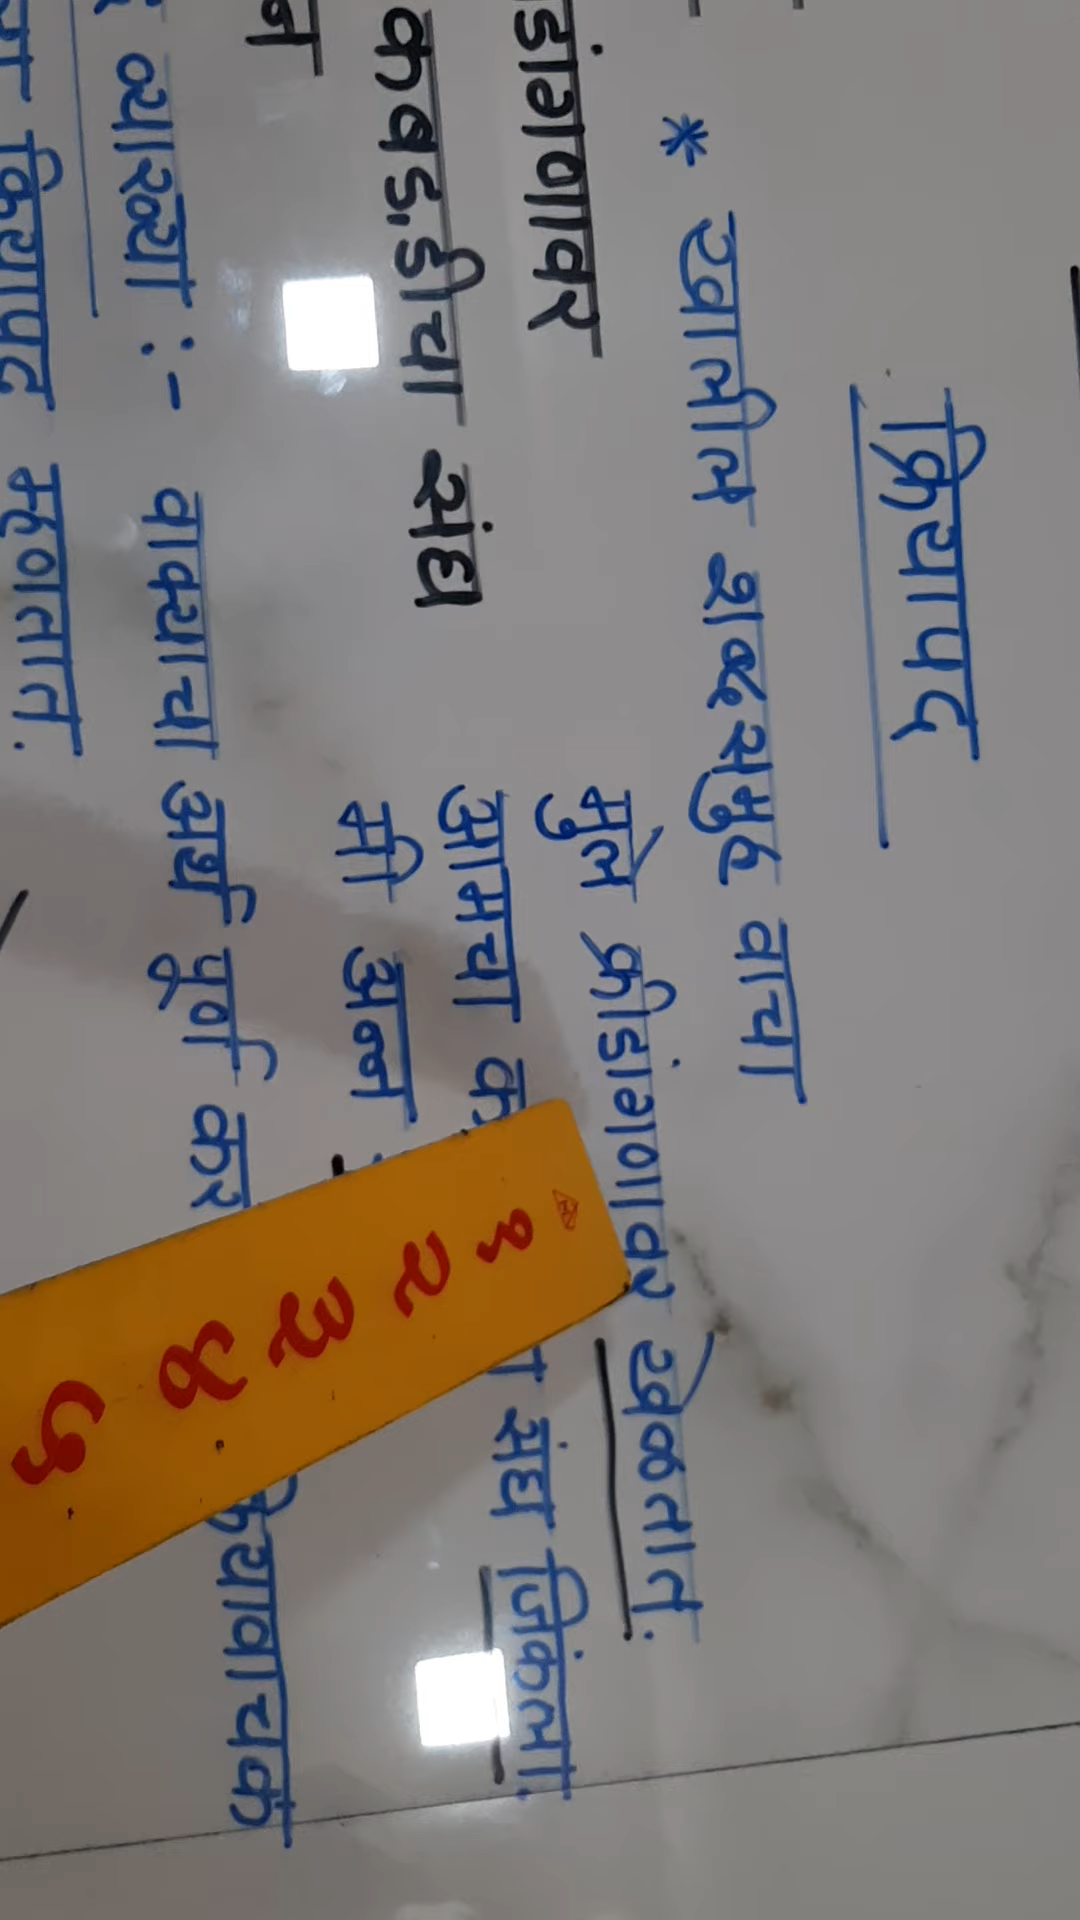 क्रियापद
* खालील शब्दसमुह वाचा
डांगणावर मुले क्रीडांगणावर खेळतात.
कबड्डीचा संघ आमचा संघ जिंकला.
न मी अन्न
व्याख्या :- वाक्याचा अर्थ पूर्ण कर
क्रियापद म्हणतात.
१ २ ३ ४ ५